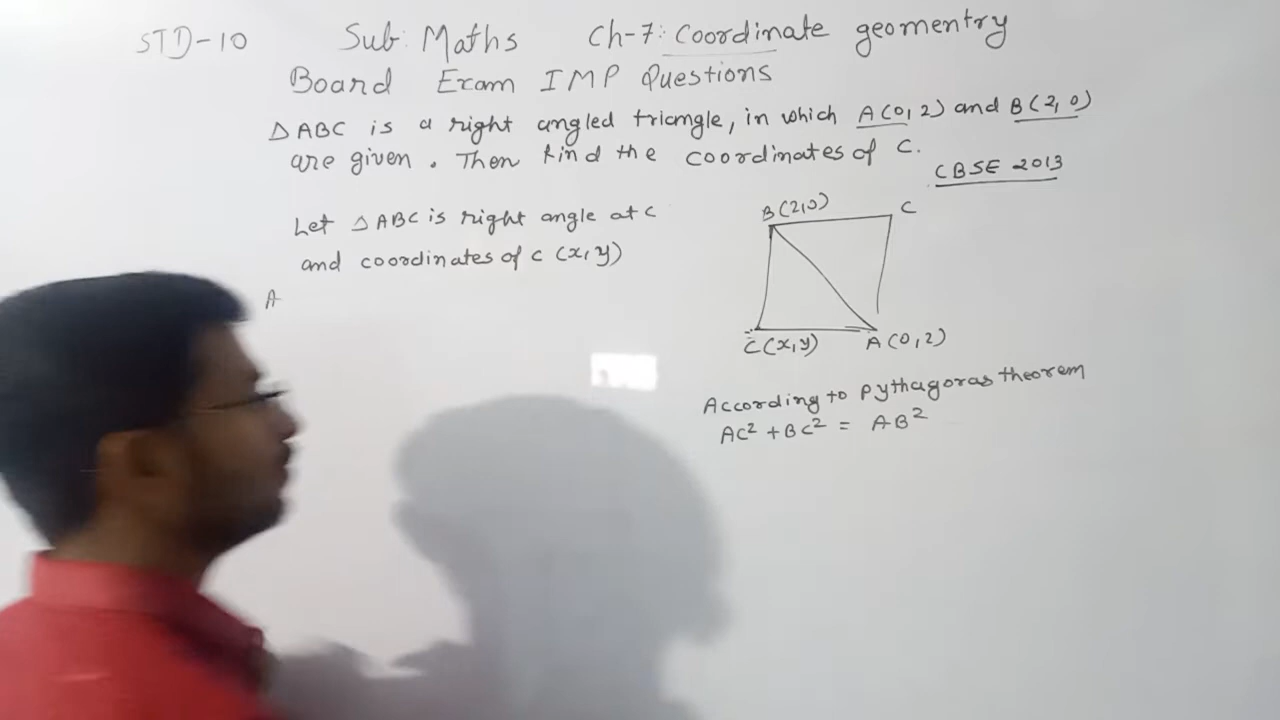 STD-10 Sub: Maths Ch-7: Coordinate geomentry
Board Exam IMP Questions
△ABC is a right angled triangle, in which A(0,2) and B(2,0)
are given. Then find the coordinates of C.
CBSE 2013
Let △ABC is right angle at C
and coordinates of C (x,y)
A
B(2,0) C
C(x,y) A(0,2)
According to pythagoras theorem
AC² + BC² = AB²